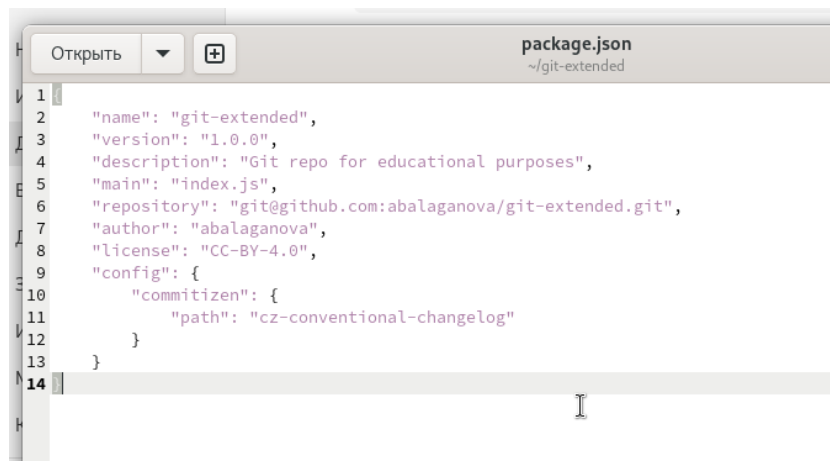 Открыть
package.json
~/git-extended
1 {
2     "name": "git-extended",
3     "version": "1.0.0",
4     "description": "Git repo for educational purposes",
5     "main": "index.js",
6     "repository": "git@github.com:abalaganova/git-extended.git",
7     "author": "abalaganova",
8     "license": "CC-BY-4.0",
9     "config": {
10         "commitizen": {
11             "path": "cz-conventional-changelog"
12         }
13     }
14 }